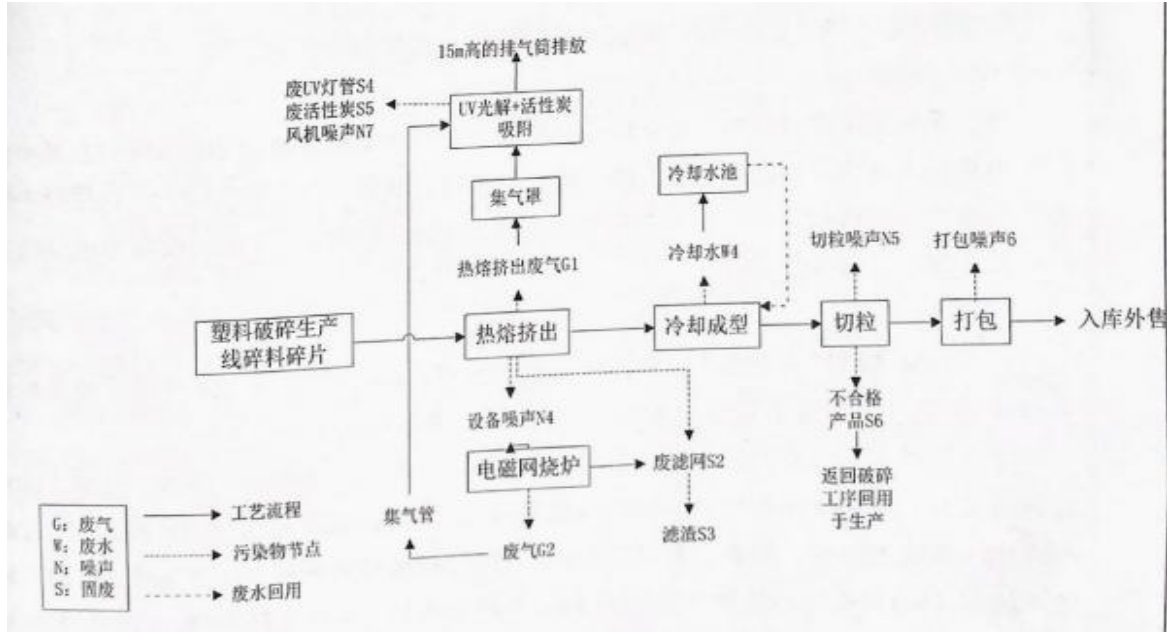 15m高的排气筒排放
废UV灯管S4
废活性炭S5
风机噪声N7
UV光解+活性炭
吸附
集气罩
热熔挤出废气G1
冷却水池
冷却水W4
切粒噪声N5
打包噪声6
塑料破碎生产
线碎料碎片
热熔挤出
冷却成型
切粒
打包
入库外售
设备噪声N4
不合格
产品S6
电磁网烧炉
废滤网S2
返回破碎
工序回用
于生产
集气管
废气G2
滤渣S3
G：废气
W：废水
N：噪声
S：固废
工艺流程
污染物节点
废水回用